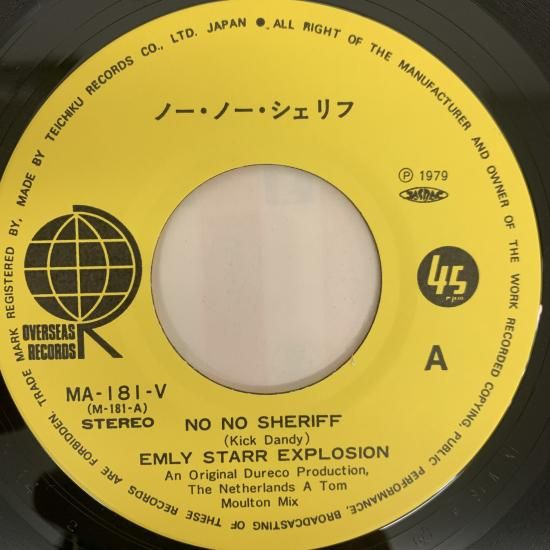 TRADE MARK REGISTERED BY, MADE BY TEICHIKU RECORDS CO., LTD. JAPAN ● ALL RIGHT OF THE MANUFACTURER AND OWNER OF THE WORK RECORDED COPYING, PUBLIC PERFORMANCE, BROADCASTING OF THESE RECORDS ARE FORBIDDEN,
ノー・ノー・シェリフ
Ⓟ 1979
JASRAC
OVERSEAS
RECORDS
45
r.p.m
A
MA-181-V
(M-181-A)
STEREO
NO NO SHERIFF
(Kick Dandy)
EMLY STARR EXPLOSION
An Original Dureco Production,
The Netherlands A Tom
Moulton Mix